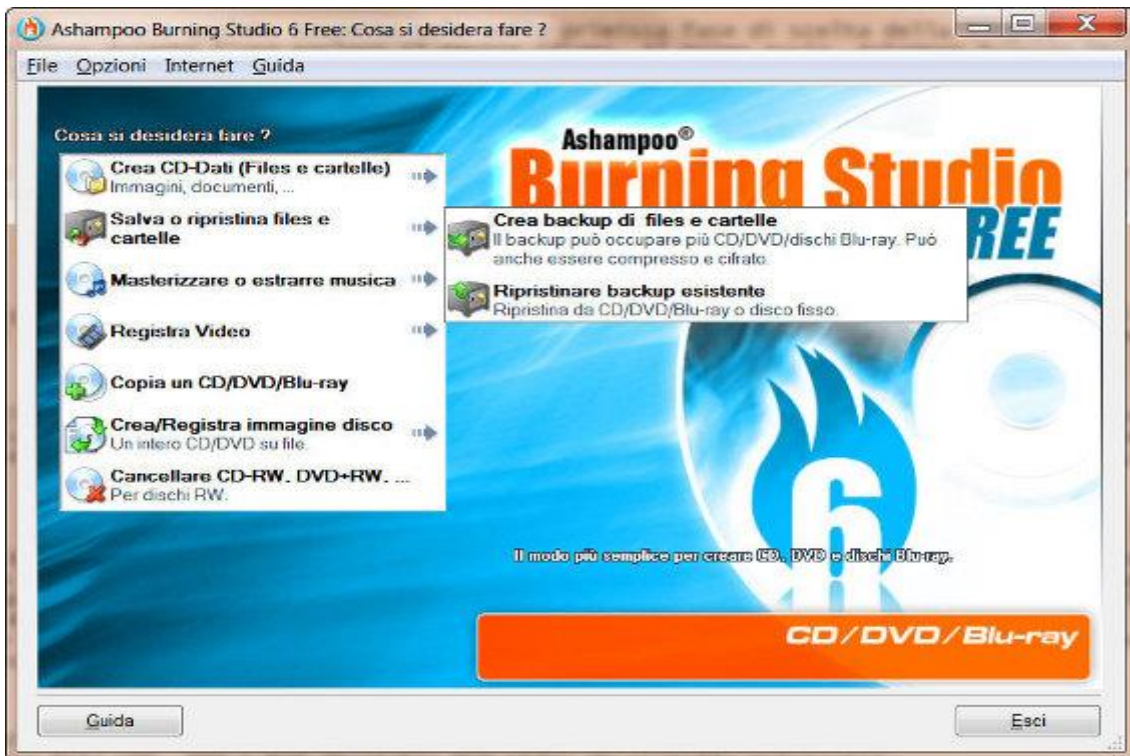 Ashampoo Burning Studio 6 Free: Cosa si desidera fare ?
File Opzioni Internet Guida
Cosa si desidera fare ?
Crea CD-Dati (Files e cartelle)
Immagini, documenti, ...
Salva o ripristina files e
cartelle
Masterizzare o estrarre musica
Registra Video
Copia un CD/DVD/Blu-ray
Crea/Registra immagine disco
Un intero CD/DVD su file.
Cancellare CD-RW. DVD+RW. ...
Per dischi RW.
Ashampoo®
Burning Studio
FREE
Crea backup di files e cartelle
Il backup può occupare più CD/DVD/dischi Blu-ray. Può
anche essere compresso e cifrato.
Ripristinare backup esistente
Ripristina da CD/DVD/Blu-ray o disco fisso.
6
Il modo più semplice per creare CD, DVD e dischi Blu-ray.
CD/DVD/Blu-ray
Guida
Esci